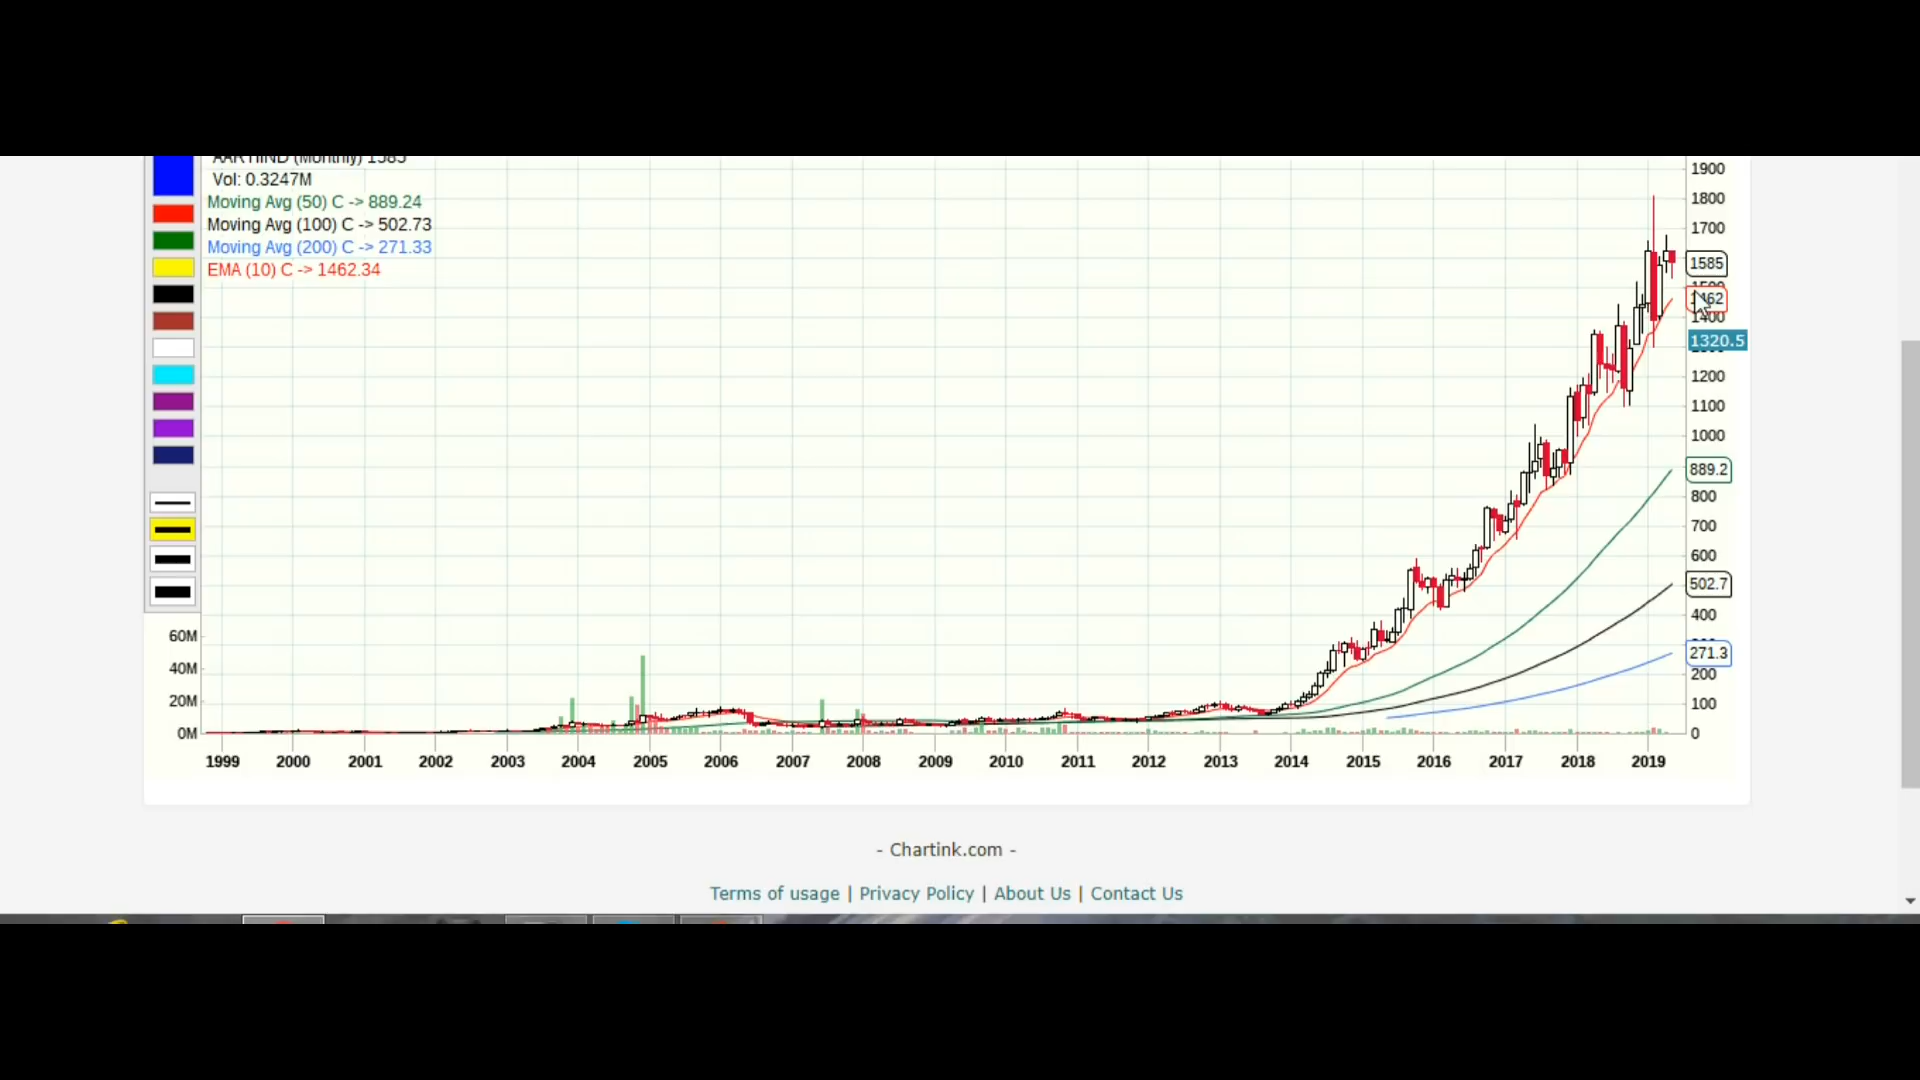 AARTIIND (Monthly) 1585
Vol: 0.3247M
Moving Avg (50) C -> 889.24
Moving Avg (100) C -> 502.73
Moving Avg (200) C -> 271.33
EMA (10) C -> 1462.34
1900
1800
1700
1585
1400
1320.5
1200
1100
1000
889.2
800
700
600
502.7
400
271.3
200
100
0
60M
40M
20M
0M
1999 2000 2001 2002 2003 2004 2005 2006 2007 2008 2009 2010 2011 2012 2013 2014 2015 2016 2017 2018 2019
- Chartink.com -
Terms of usage | Privacy Policy | About Us | Contact Us